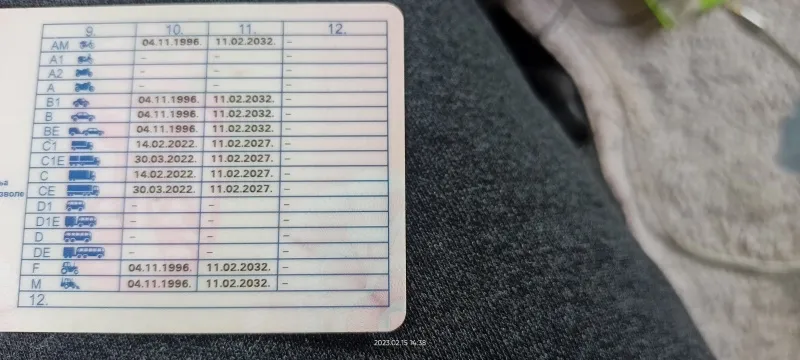 9. 10. 11. 12.
AM 04.11.1996. 11.02.2032. –
A1 – – –
A2 – – –
A – – –
B1 04.11.1996. 11.02.2032. –
B 04.11.1996. 11.02.2032. –
BE 04.11.1996. 11.02.2032. –
C1 14.02.2022. 11.02.2027. –
C1E 30.03.2022. 11.02.2027. –
C 14.02.2022. 11.02.2027. –
CE 30.03.2022. 11.02.2027. –
D1 – – –
D1E – – –
D – – –
DE – – –
F 04.11.1996. 11.02.2032. –
M 04.11.1996. 11.02.2032. –
12.
2023.02.15 14:38